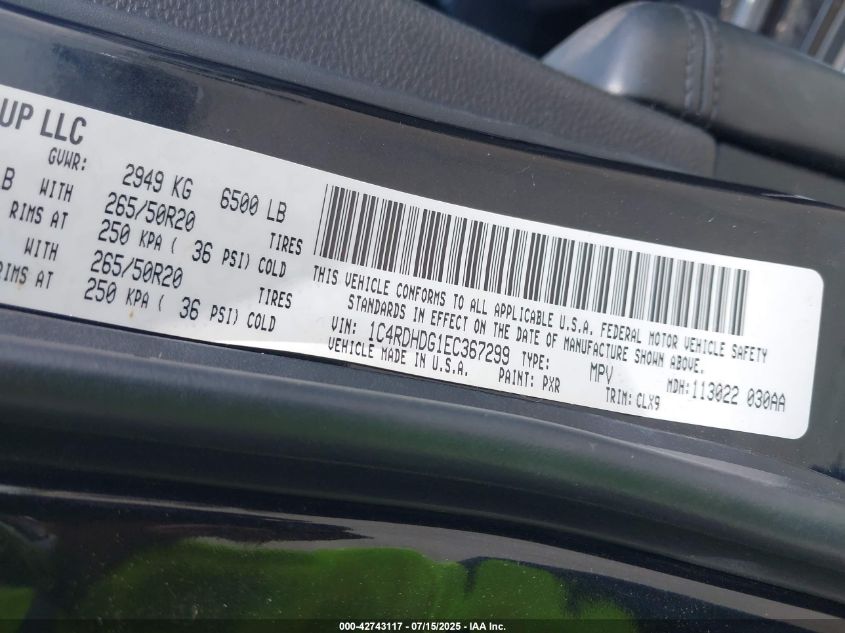 UP LLC
GVWR: 2949 KG 6500 LB
B WITH 265/50R20 TIRES
RIMS AT 250 KPA ( 36 PSI) COLD
WITH 265/50R20 TIRES
RIMS AT 250 KPA ( 36 PSI) COLD
THIS VEHICLE CONFORMS TO ALL APPLICABLE U.S.A. FEDERAL MOTOR VEHICLE SAFETY
STANDARDS IN EFFECT ON THE DATE OF MANUFACTURE SHOWN ABOVE.
VIN: 1C4RDHDG1EC367299 TYPE: MPV MDH:113022 030AA
VEHICLE MADE IN U.S.A. PAINT: PXR TRIM: CLX9
000-42743117 - 07/15/2025 - IAA Inc.